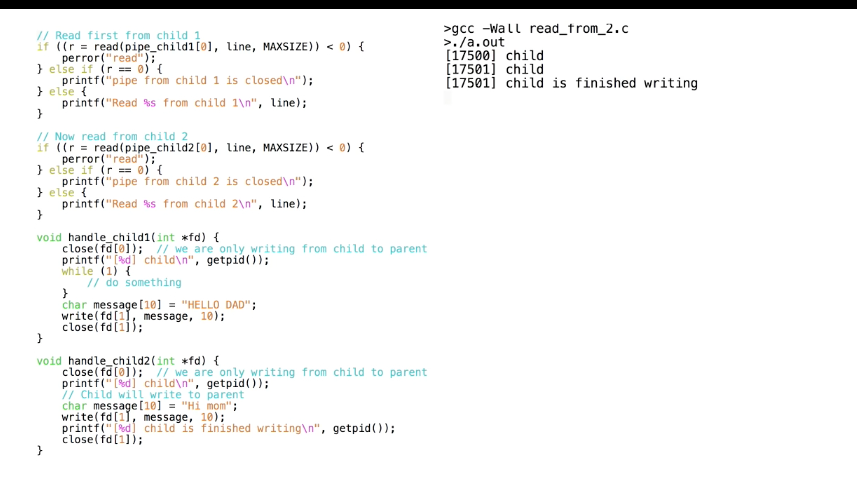 // Read first from child 1
if ((r = read(pipe_child1[0], line, MAXSIZE)) < 0) {
    perror("read");
} else if (r == 0) {
    printf("pipe from child 1 is closed\n");
} else {
    printf("Read %s from child 1\n", line);
}

// Now read from child 2
if ((r = read(pipe_child2[0], line, MAXSIZE)) < 0) {
    perror("read");
} else if (r == 0) {
    printf("pipe from child 2 is closed\n");
} else {
    printf("Read %s from child 2\n", line);
}

void handle_child1(int *fd) {
    close(fd[0]);  // we are only writing from child to parent
    printf("[%d] child\n", getpid());
    while (1) {
        // do something
    }
    char message[10] = "HELLO DAD";
    write(fd[1], message, 10);
    close(fd[1]);
}

void handle_child2(int *fd) {
    close(fd[0]);  // we are only writing from child to parent
    printf("[%d] child\n", getpid());
    // Child will write to parent
    char message[10] = "Hi mom";
    write(fd[1], message, 10);
    printf("[%d] child is finished writing\n", getpid());
    close(fd[1]);
}

>gcc -Wall read_from_2.c
>./a.out
[17500] child
[17501] child
[17501] child is finished writing